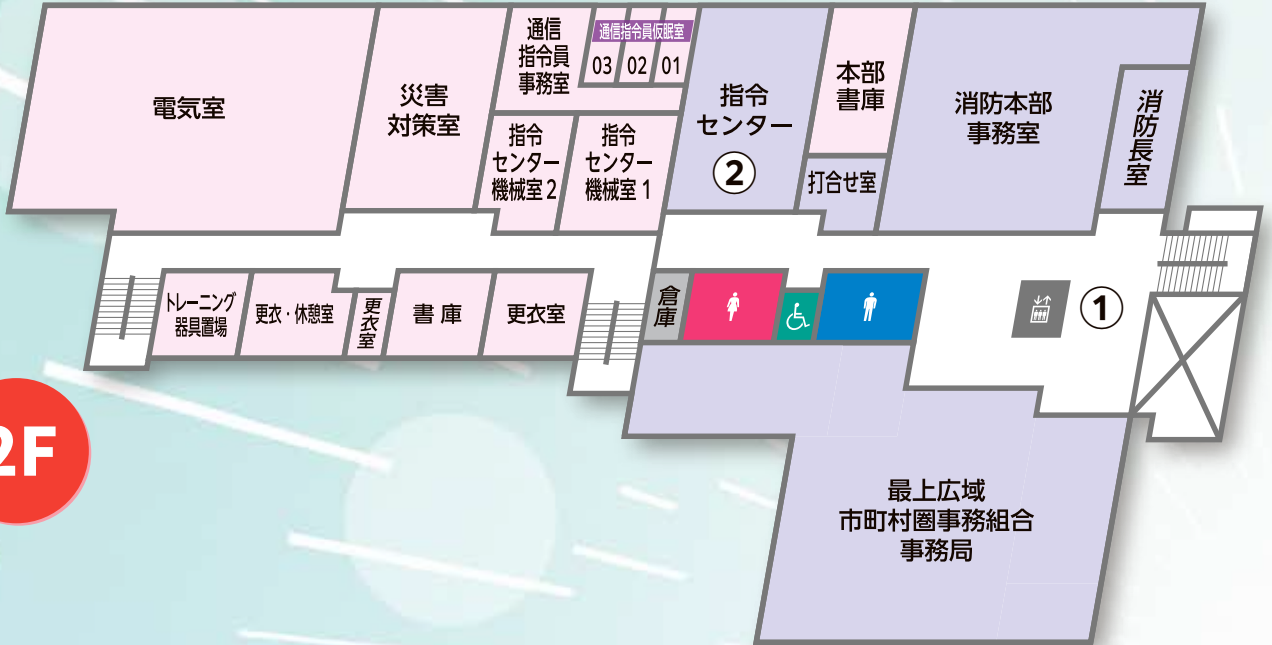 電気室
災害
対策室
通信
指令員
事務室
通信指令員仮眠室
03
02
01
指令
センター
機械室2
指令
センター
機械室1
指令
センター
②
本部
書庫
打合せ室
消防本部
事務室
消防長室
トレーニング
器具置場
更衣・休憩室
更衣室
書庫
更衣室
倉庫
①
2F
最上広域
市町村圏事務組合
事務局